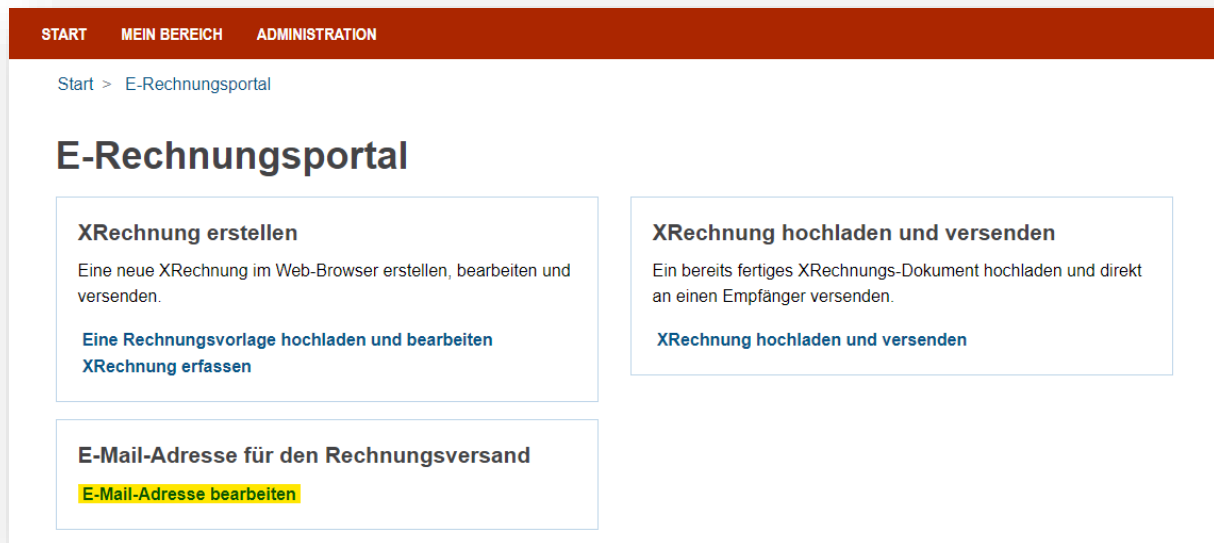 START MEIN BEREICH ADMINISTRATION
Start > E-Rechnungsportal
E-Rechnungsportal
XRechnung erstellen
Eine neue XRechnung im Web-Browser erstellen, bearbeiten und
versenden.
Eine Rechnungsvorlage hochladen und bearbeiten
XRechnung erfassen
XRechnung hochladen und versenden
Ein bereits fertiges XRechnungs-Dokument hochladen und direkt
an einen Empfänger versenden.
XRechnung hochladen und versenden
E-Mail-Adresse für den Rechnungsversand
E-Mail-Adresse bearbeiten